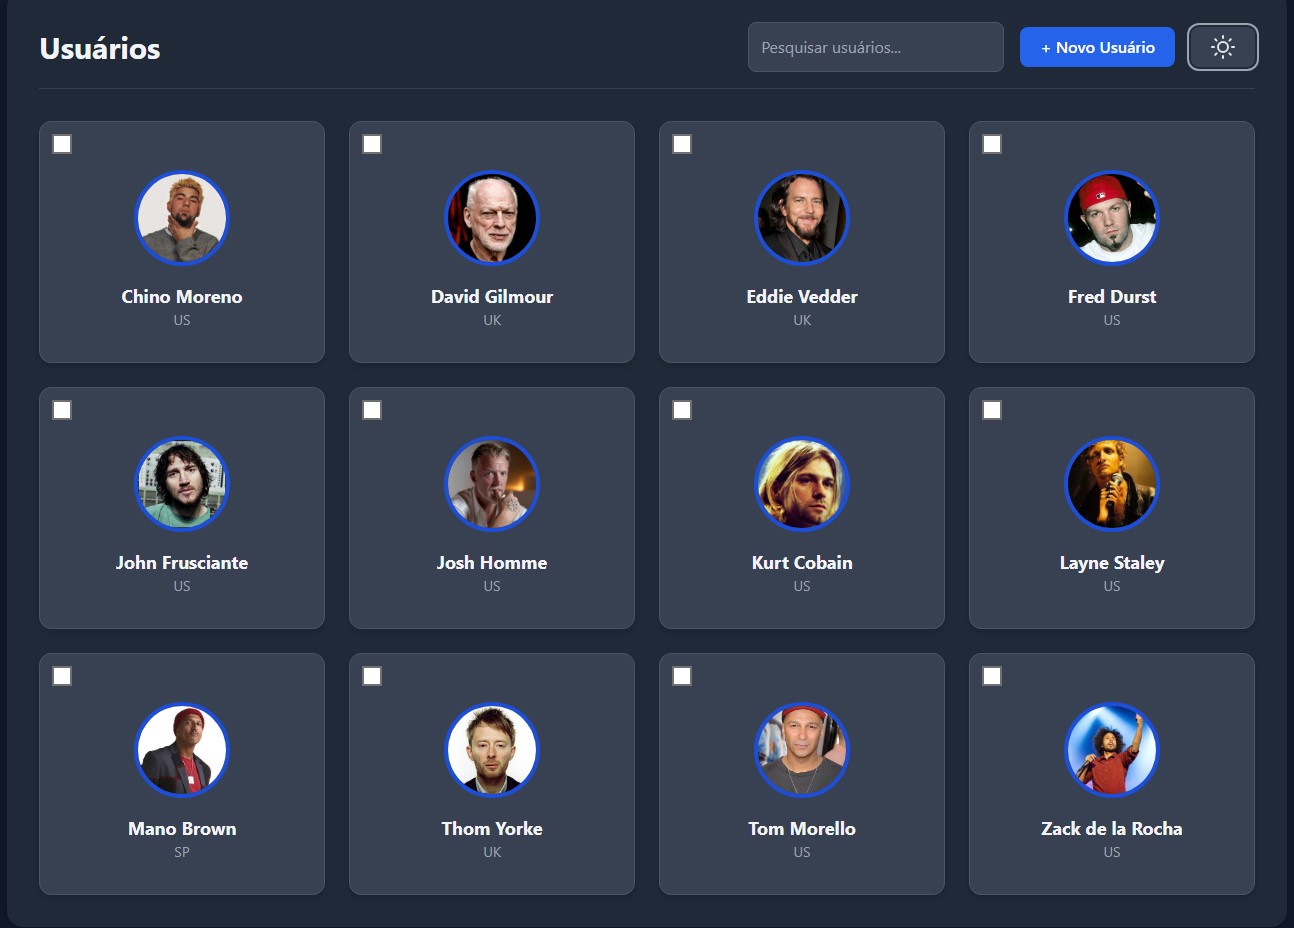 Usuários
Pesquisar usuários...
+ Novo Usuário
Chino Moreno
US
David Gilmour
UK
Eddie Vedder
UK
Fred Durst
US
John Frusciante
US
Josh Homme
US
Kurt Cobain
US
Layne Staley
US
Mano Brown
SP
Thom Yorke
UK
Tom Morello
US
Zack de la Rocha
US